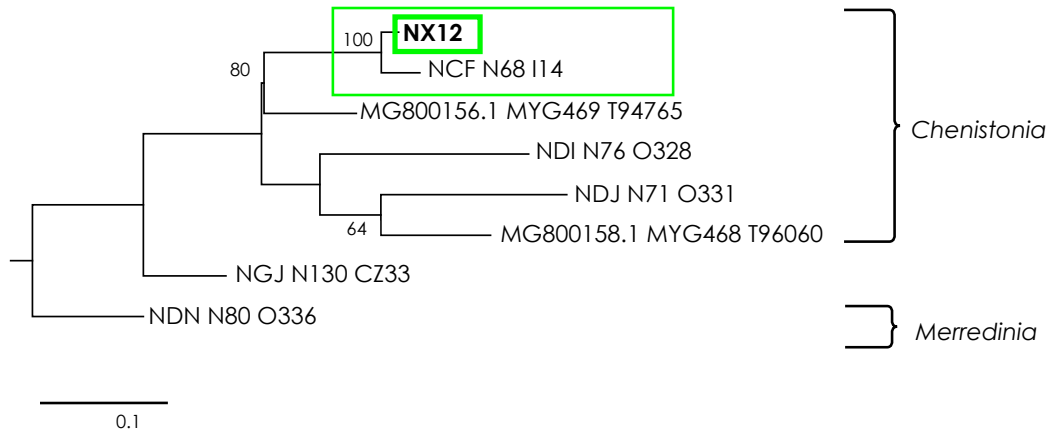 NX12
100
NCF N68 I14
80
MG800156.1 MYG469 T94765
Chenistonia
NDI N76 O328
NDJ N71 O331
64
MG800158.1 MYG468 T96060
NGJ N130 CZ33
NDN N80 O336
Merredinia
0.1